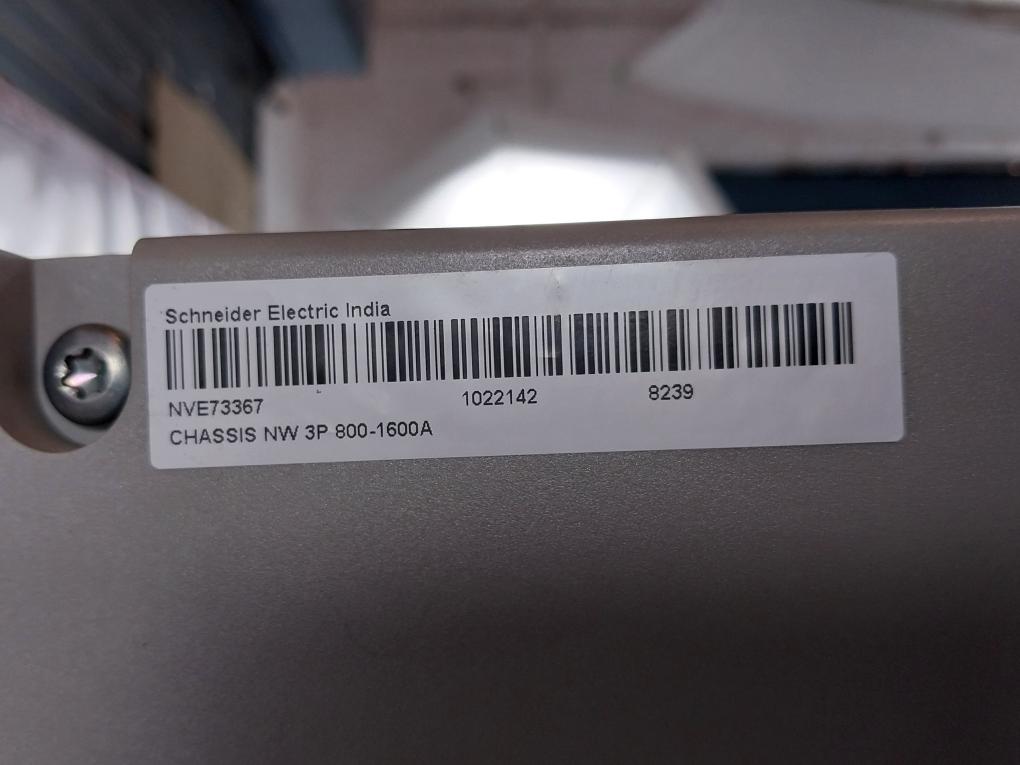 Schneider Electric India
NVE73367 1022142 8239
CHASSIS NW 3P 800-1600A